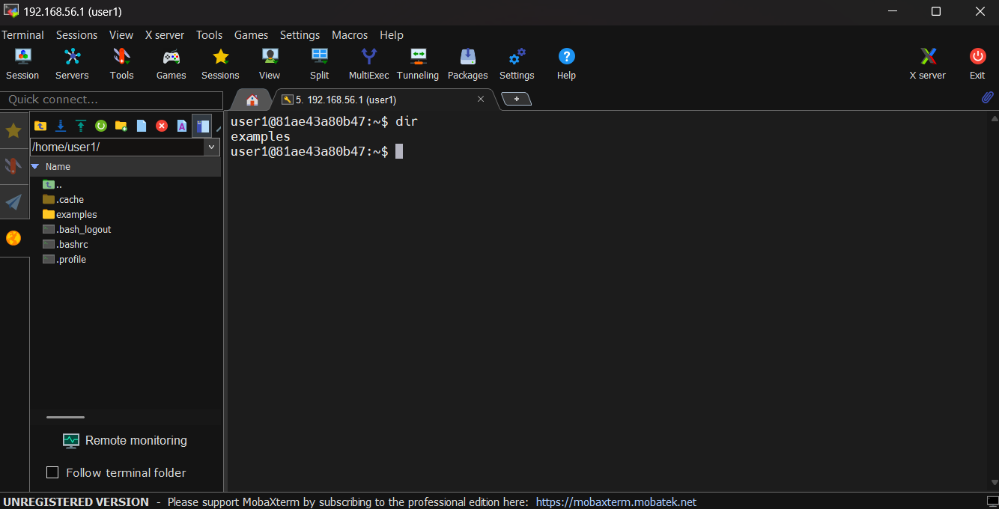 192.168.56.1 (user1)
Terminal Sessions View X server Tools Games Settings Macros Help
Session Servers Tools Games Sessions View Split MultiExec Tunneling Packages Settings Help X server Exit
Quick connect...
5. 192.168.56.1 (user1)
/home/user1/
Name
..
.cache
examples
.bash_logout
.bashrc
.profile
user1@81ae43a80b47:~$ dir
examples
user1@81ae43a80b47:~$
Remote monitoring
Follow terminal folder
UNREGISTERED VERSION - Please support MobaXterm by subscribing to the professional edition here: https://mobaxterm.mobatek.net